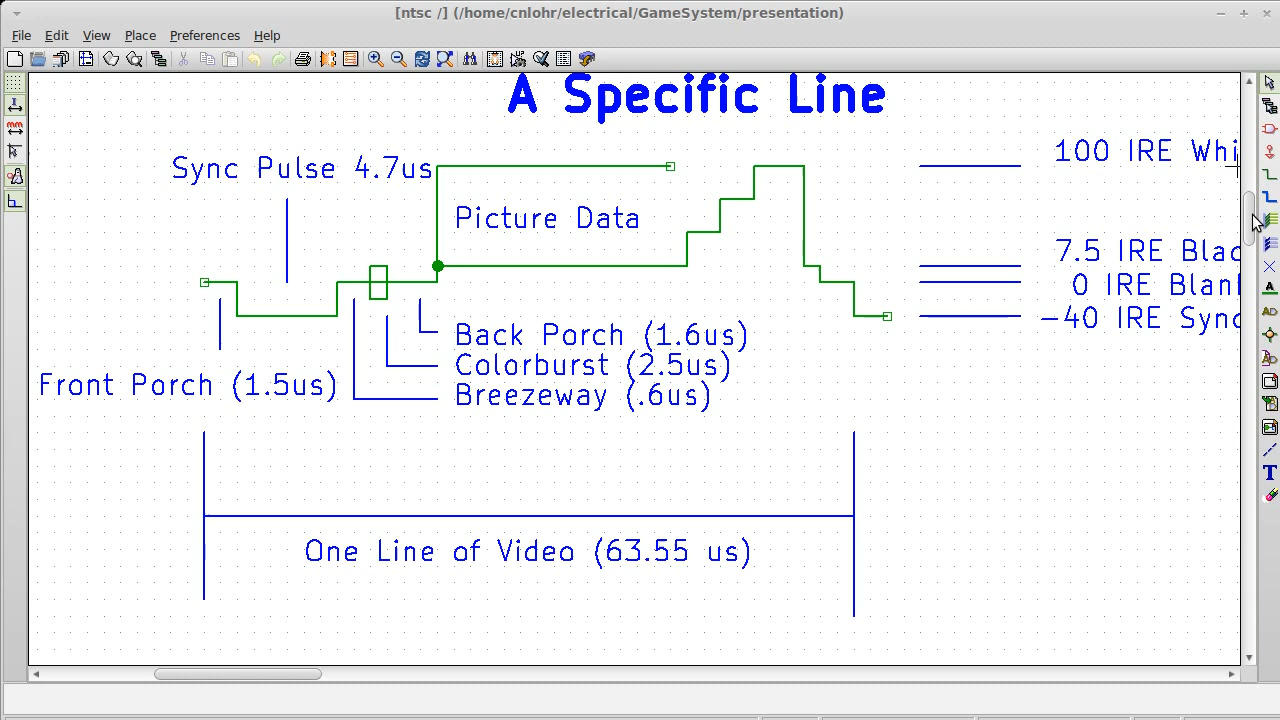 [ntsc /] (/home/cnlohr/electrical/GameSystem/presentation)
File Edit View Place Preferences Help
A Specific Line
Sync Pulse 4.7us
100 IRE Whi
Picture Data
7.5 IRE Blac
0 IRE Blan
-40 IRE Sync
Back Porch (1.6us)
Colorburst (2.5us)
Front Porch (1.5us)
Breezeway (.6us)
One Line of Video (63.55 us)